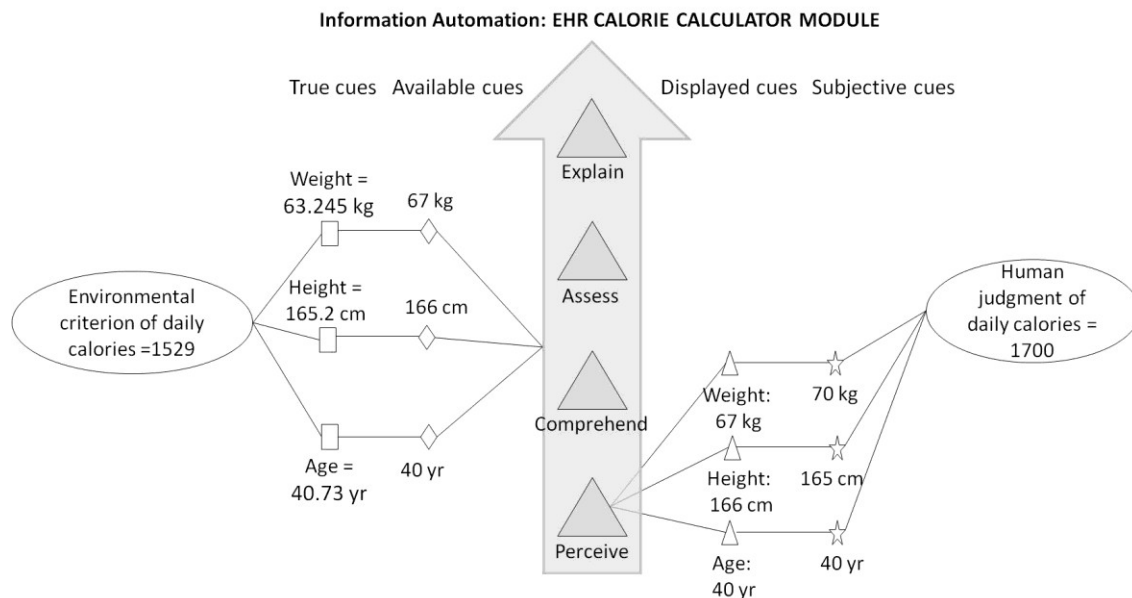 Information Automation: EHR CALORIE CALCULATOR MODULE
True cues
Available cues
Displayed cues
Subjective cues
Explain
Weight =
63.245 kg
67 kg
Height =
165.2 cm
166 cm
Assess
Environmental
criterion of daily
calories =1529
Human
judgment of
daily calories =
1700
Comprehend
Weight:
67 kg
70 kg
Age =
40.73 yr
40 yr
Height:
166 cm
165 cm
Perceive
Age:
40 yr
40 yr